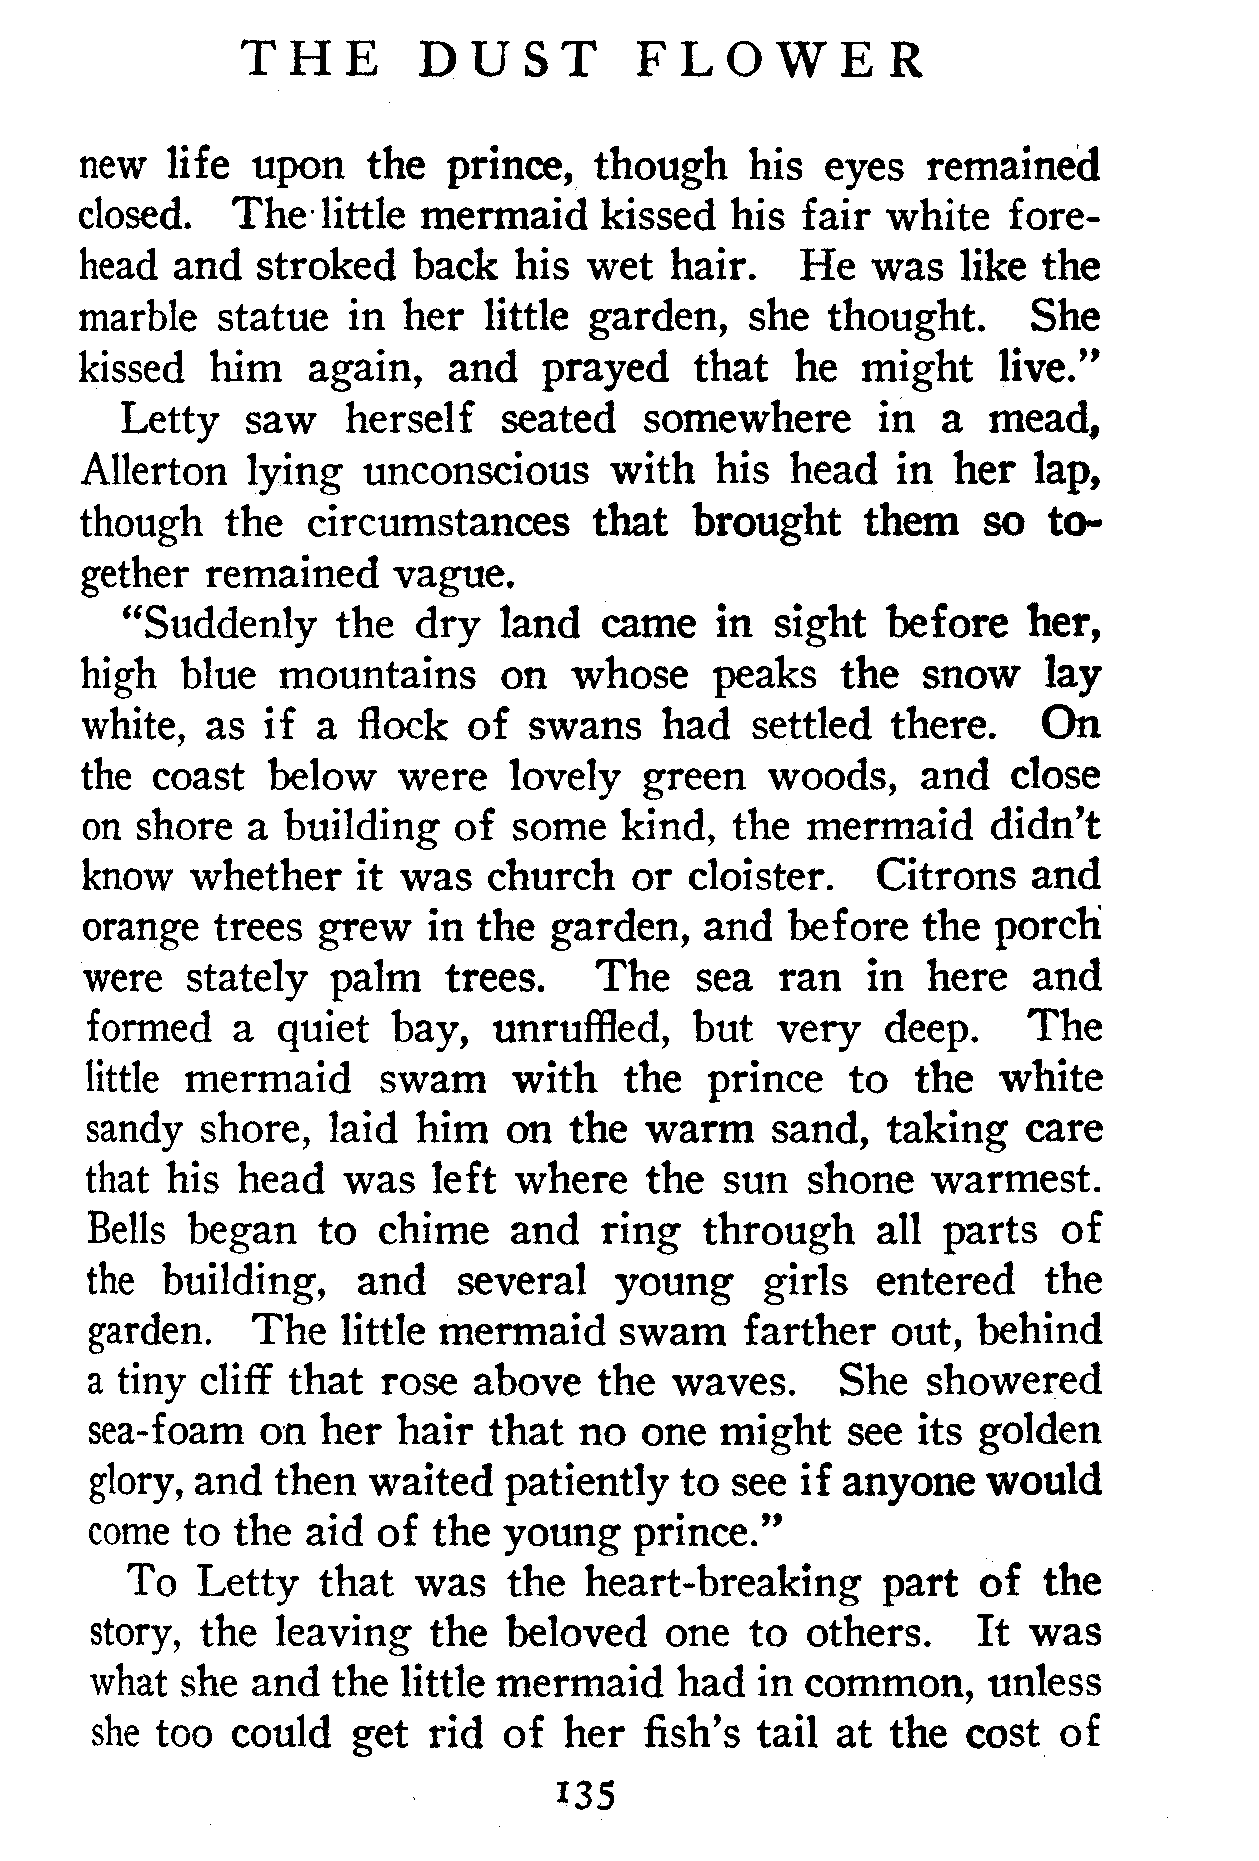 THE DUST FLOWER
new life upon the prince, though his eyes remained
closed. The little mermaid kissed his fair white fore-
head and stroked back his wet hair. He was like the
marble statue in her little garden, she thought. She
kissed him again, and prayed that he might live."
Letty saw herself seated somewhere in a mead,
Allerton lying unconscious with his head in her lap,
though the circumstances that brought them so to-
gether remained vague.
"Suddenly the dry land came in sight before her,
high blue mountains on whose peaks the snow lay
white, as if a flock of swans had settled there. On
the coast below were lovely green woods, and close
on shore a building of some kind, the mermaid didn't
know whether it was church or cloister. Citrons and
orange trees grew in the garden, and before the porch
were stately palm trees. The sea ran in here and
formed a quiet bay, unruffled, but very deep. The
little mermaid swam with the prince to the white
sandy shore, laid him on the warm sand, taking care
that his head was left where the sun shone warmest.
Bells began to chime and ring through all parts of
the building, and several young girls entered the
garden. The little mermaid swam farther out, behind
a tiny cliff that rose above the waves. She showered
sea-foam on her hair that no one might see its golden
glory, and then waited patiently to see if anyone would
come to the aid of the young prince."
To Letty that was the heart-breaking part of the
story, the leaving the beloved one to others. It was
what she and the little mermaid had in common, unless
she too could get rid of her fish's tail at the cost of
135